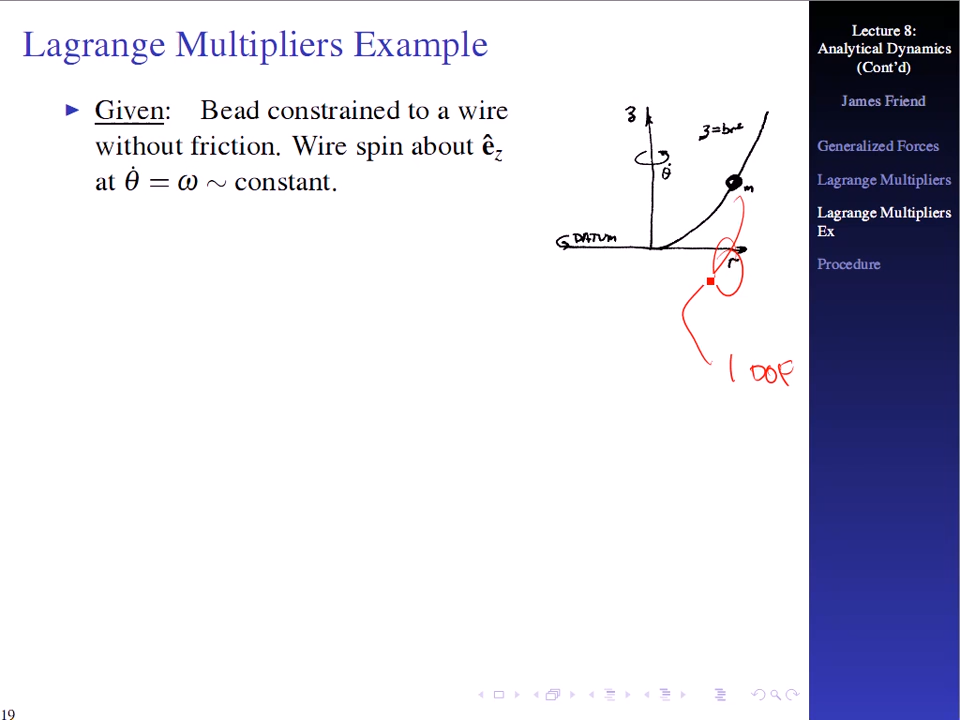 Lagrange Multipliers Example
▶ Given: Bead constrained to a wire
without friction. Wire spin about ê_z
at θ̇ = ω ∼ constant.
z
z=br²
θ̇
m
DATUM
r
1 DOF
Lecture 8:
Analytical Dynamics
(Cont'd)
James Friend
Generalized Forces
Lagrange Multipliers
Lagrange Multipliers
Ex
Procedure
19